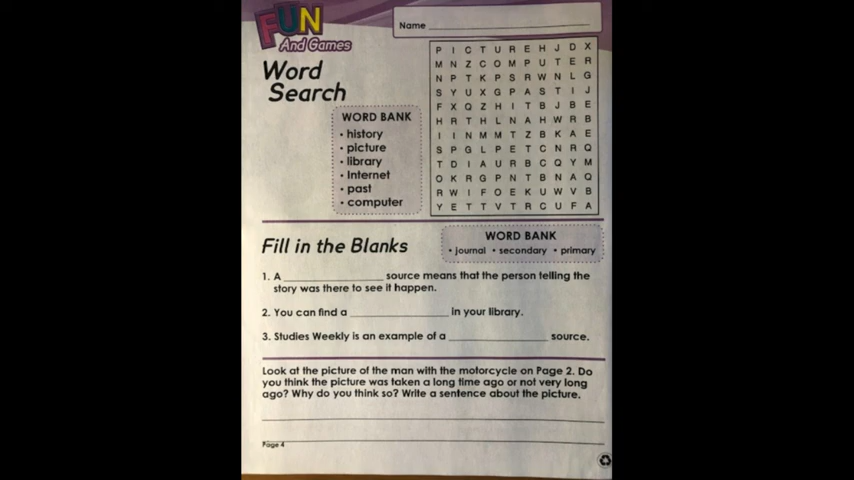 FUN
And Games
Name
Word
Search
WORD BANK
• history
• picture
• library
• Internet
• past
• computer
P I C T U R E H J D X
M N Z C O M P U T E R
N P T K P S R W N L G
S Y U X G P A S T I J
F X Q Z H I T B J B E
H R T H L N A H W R B
I I N M M T Z B K A E
S P G L P E T C N R Q
T D I A U R B C Q Y M
O K R G P N T B N A Q
R W I F O E K U W V B
Y E T T V T R C U F A
Fill in the Blanks
WORD BANK
• journal • secondary • primary
1. A _______________ source means that the person telling the
story was there to see it happen.
2. You can find a _______________ in your library.
3. Studies Weekly is an example of a _______________ source.
Look at the picture of the man with the motorcycle on Page 2. Do
you think the picture was taken a long time ago or not very long
ago? Why do you think so? Write a sentence about the picture.
Page 4